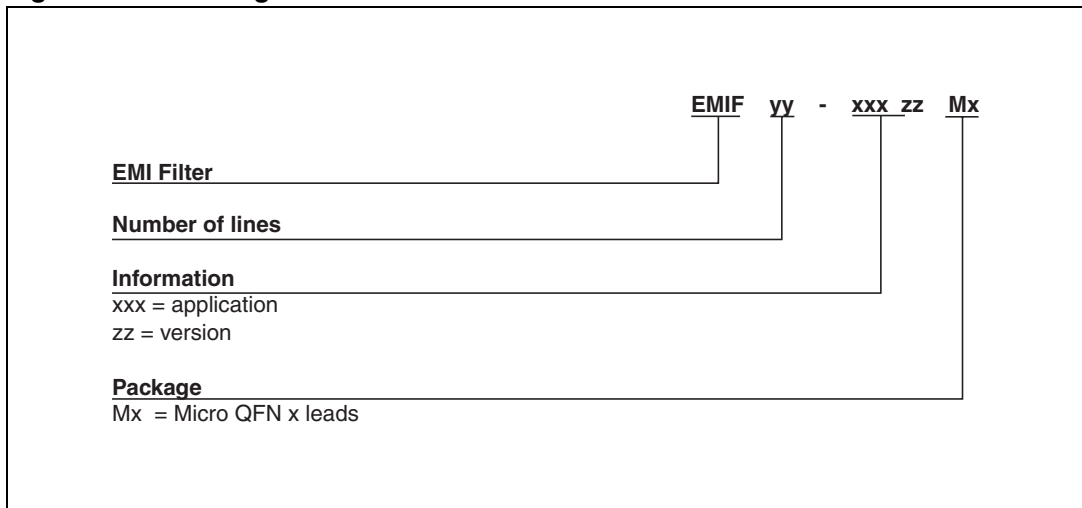 EMIF yy - xxx zz Mx
EMI Filter
Number of lines
Information
xxx = application
zz = version
Package
Mx = Micro QFN x leads